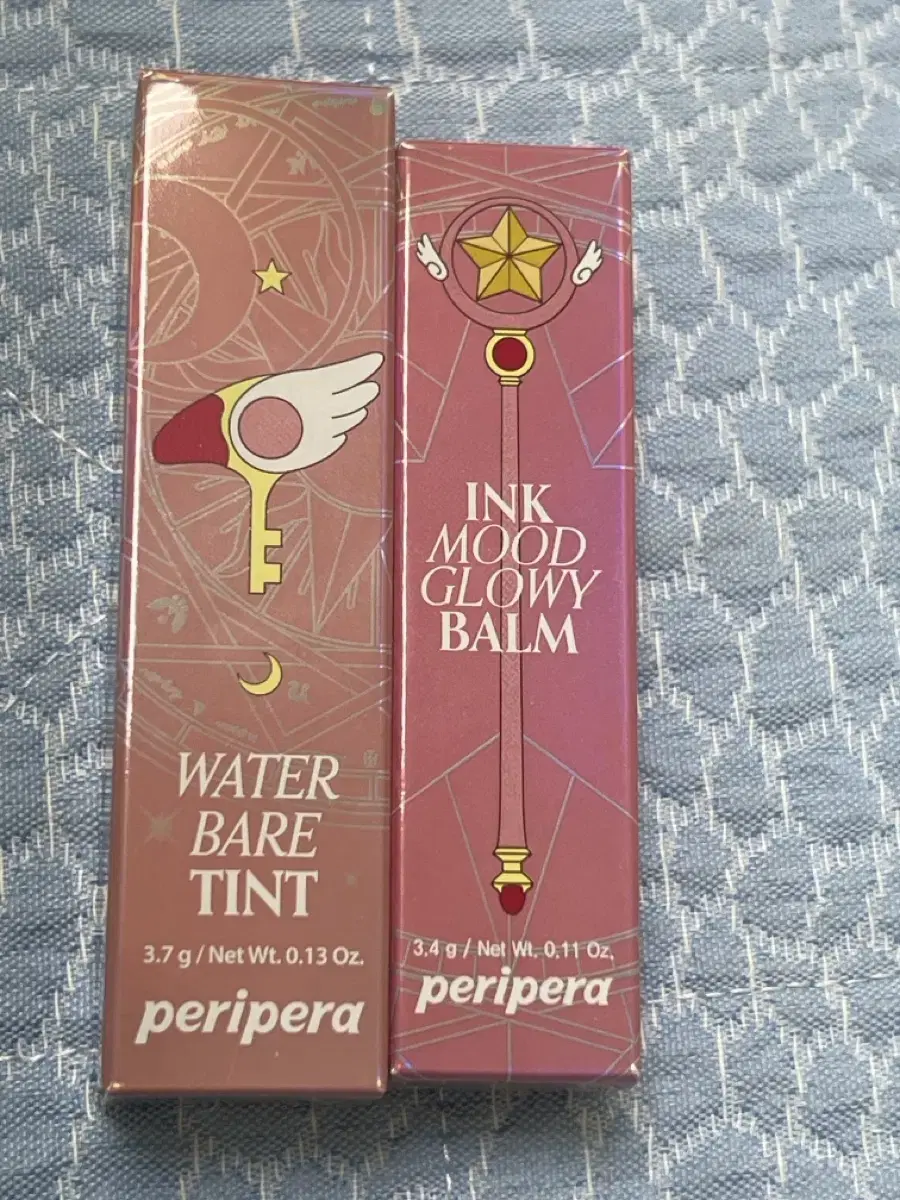 WATER
BARE
TINT
3.7 g / Net Wt. 0.13 Oz.
peripera
INK
MOOD
GLOWY
BALM
3.4 g / Net Wt. 0.11 Oz.
peripera